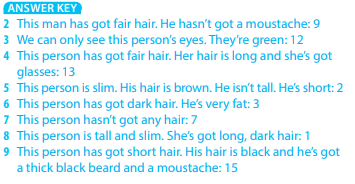 ANSWER KEY
2 This man has got fair hair. He hasn't got a moustache: 9
3 We can only see this person's eyes. They're green: 12
4 This person has got fair hair. Her hair is long and she's got
glasses: 13
5 This person is slim. His hair is brown. He isn't tall. He's short: 2
6 This person has got dark hair. He's very fat: 3
7 This person hasn't got any hair: 7
8 This person is tall and slim. She's got long, dark hair: 1
9 This person has got short hair. His hair is black and he's got
a thick black beard and a moustache: 15